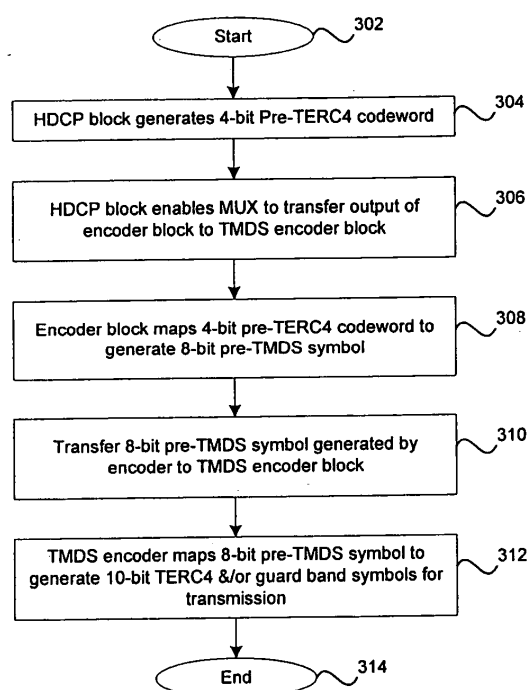 Start
302
HDCP block generates 4-bit Pre-TERC4 codeword
304
HDCP block enables MUX to transfer output of
encoder block to TMDS encoder block
306
Encoder block maps 4-bit pre-TERC4 codeword to
generate 8-bit pre-TMDS symbol
308
Transfer 8-bit pre-TMDS symbol generated by
encoder to TMDS encoder block
310
TMDS encoder maps 8-bit pre-TMDS symbol to
generate 10-bit TERC4 &/or guard band symbols for
transmission
312
End
314